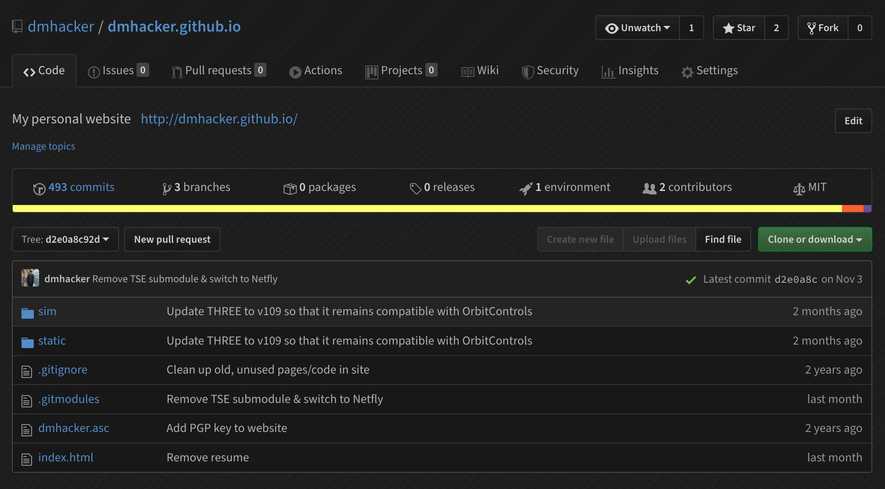 dmhacker / dmhacker.github.io
Unwatch 1 Star 2 Fork 0
Code Issues 0 Pull requests 0 Actions Projects 0 Wiki Security Insights Settings
My personal website http://dmhacker.github.io/ Edit
Manage topics
493 commits 3 branches 0 packages 0 releases 1 environment 2 contributors MIT
Tree: d2e0a8c92d New pull request Create new file Upload files Find file Clone or download
dmhacker Remove TSE submodule & switch to Netfly Latest commit d2e0a8c on Nov 3
sim Update THREE to v109 so that it remains compatible with OrbitControls 2 months ago
static Update THREE to v109 so that it remains compatible with OrbitControls 2 months ago
.gitignore Clean up old, unused pages/code in site 2 years ago
.gitmodules Remove TSE submodule & switch to Netfly last month
dmhacker.asc Add PGP key to website 2 years ago
index.html Remove resume last month